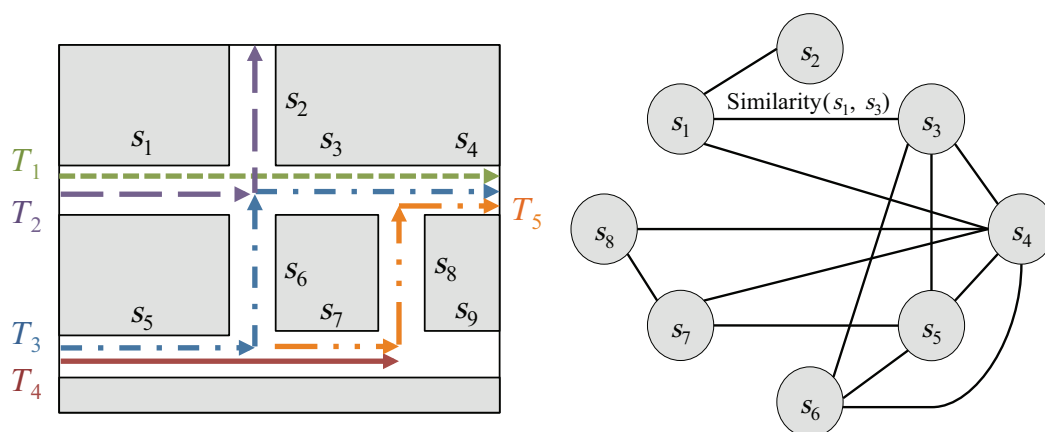 s₂
s₁ s₃ s₄
T₁
T₂
T₅
s₆ s₈
s₅ s₇ s₉
T₃
T₄
s₂
Similarity(s₁, s₃)
s₁ s₃
s₈ s₄
s₇ s₅
s₆